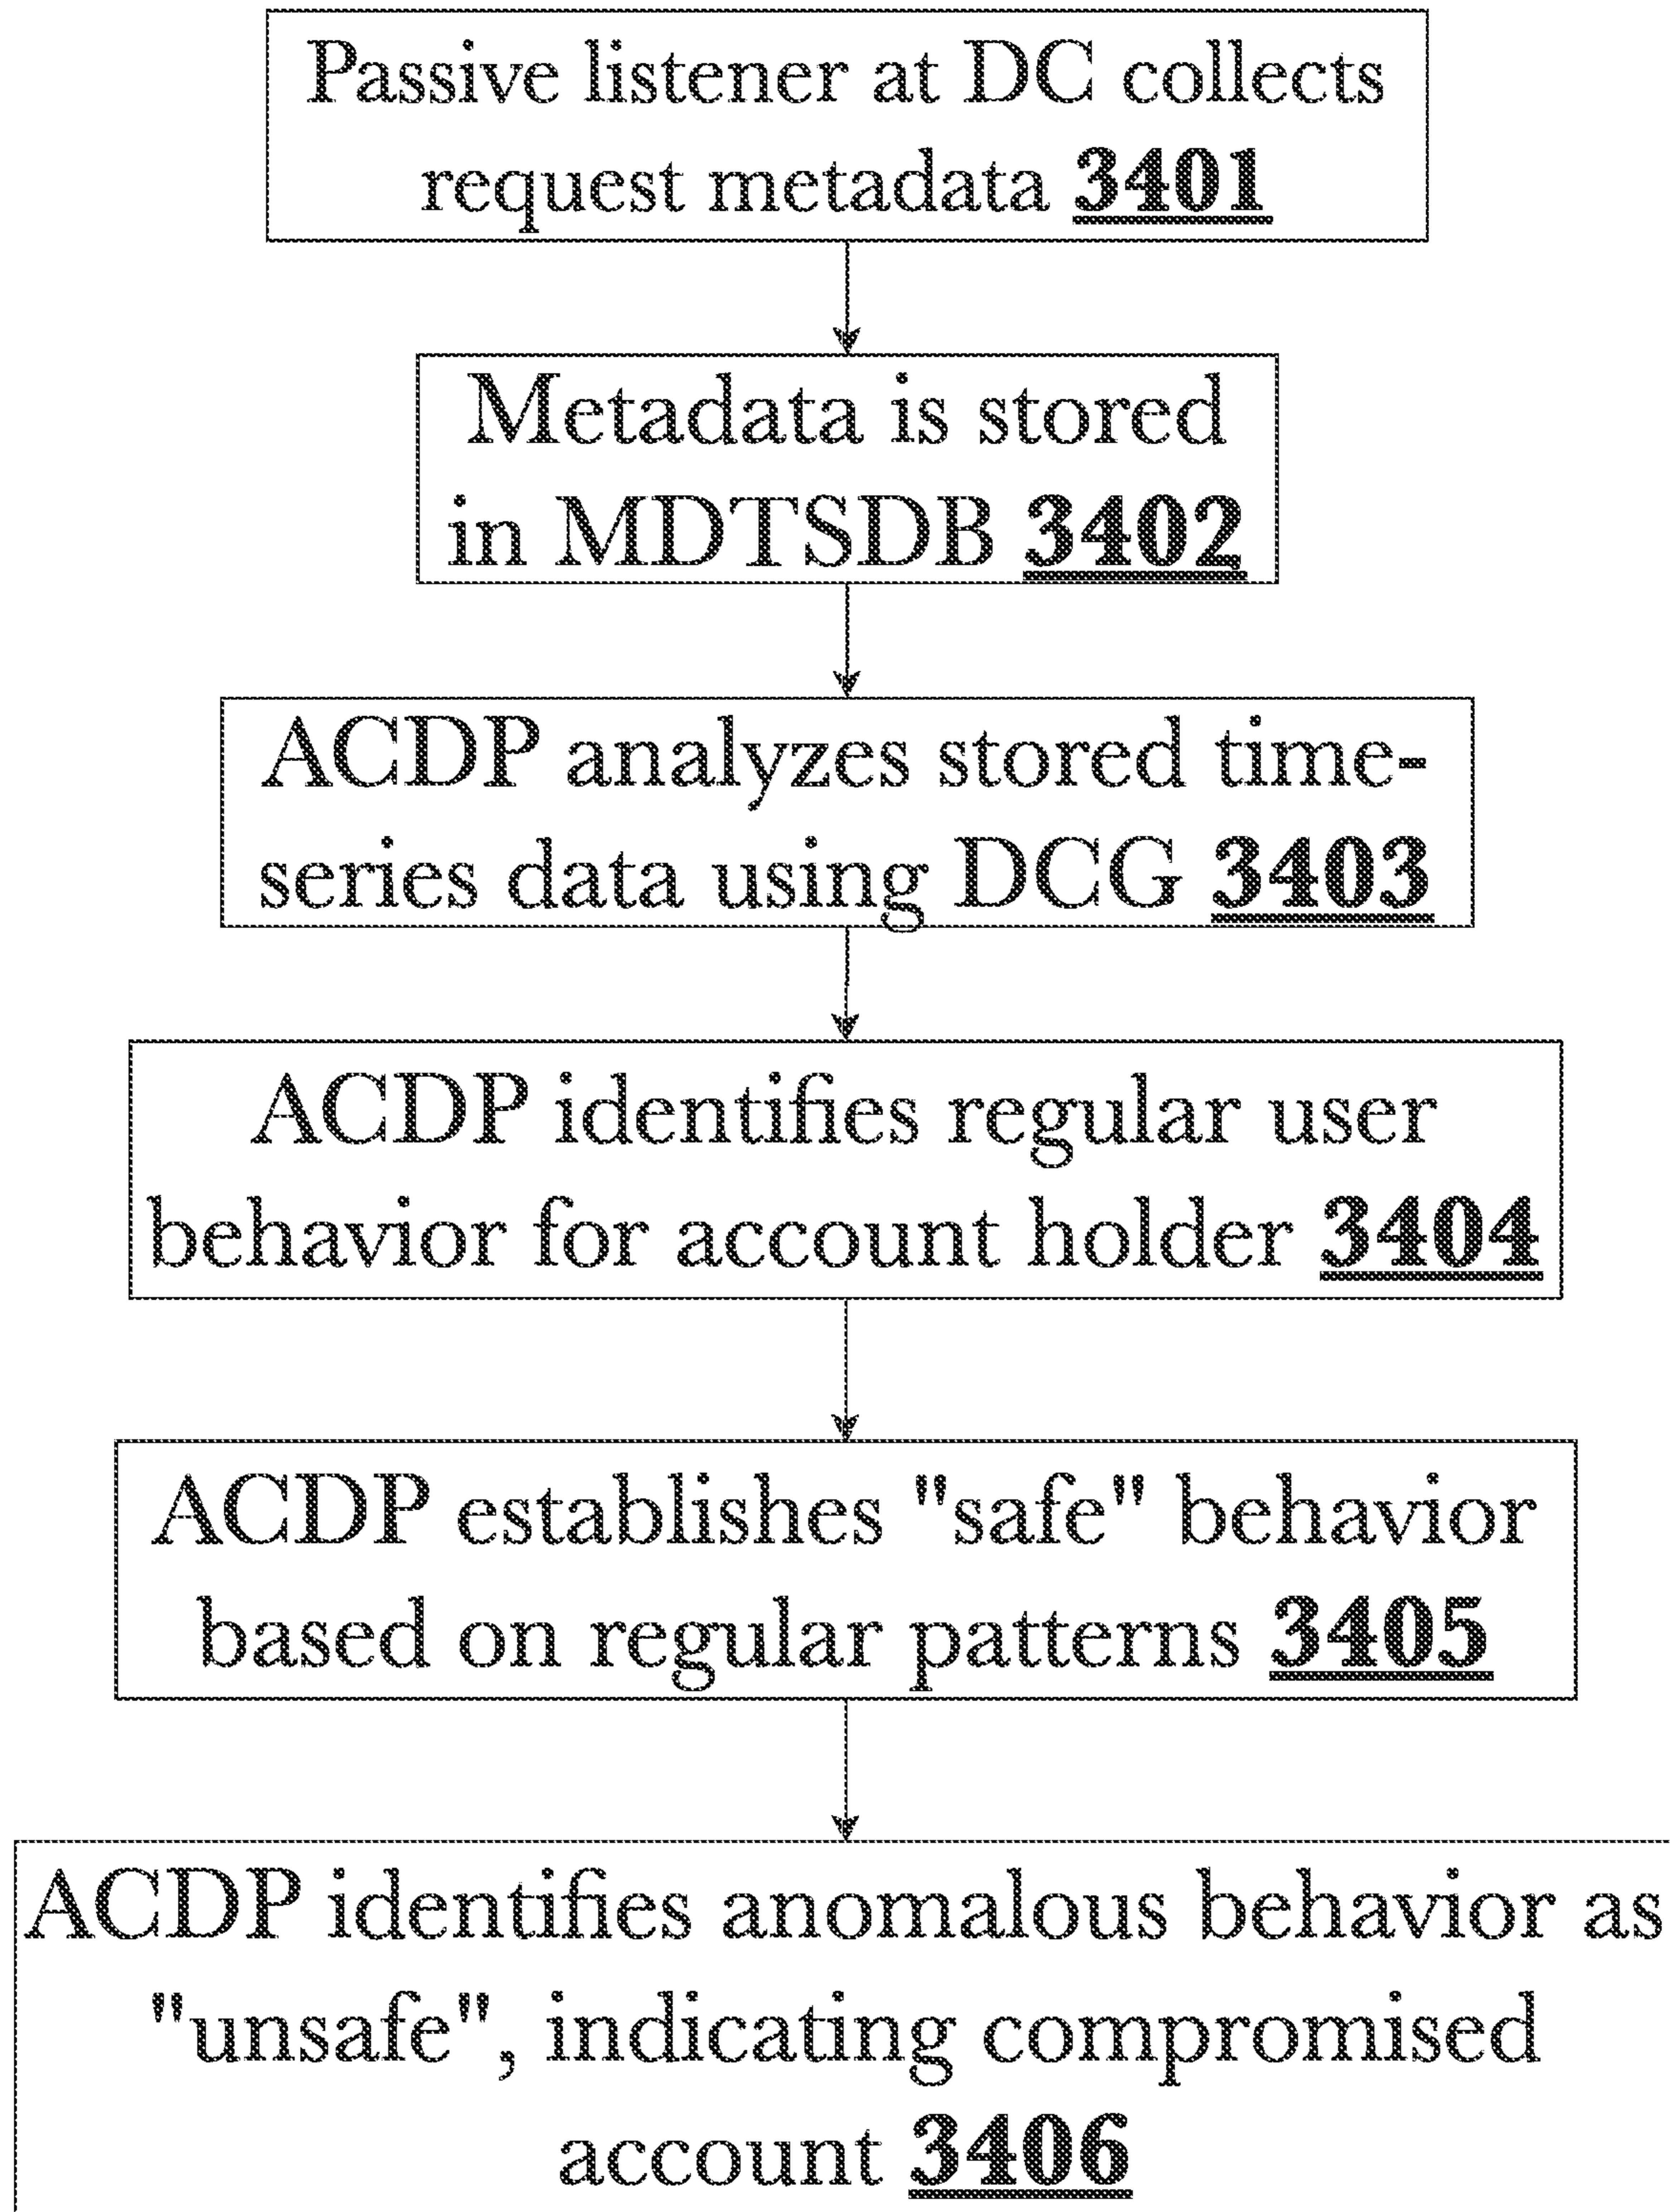 Passive listener at DC collects
request metadata 3401
Metadata is stored
in MDTSDB 3402
ACDP analyzes stored time-
series data using DCG 3403
ACDP identifies regular user
behavior for account holder 3404
ACDP establishes "safe" behavior
based on regular patterns 3405
ACDP identifies anomalous behavior as
"unsafe", indicating compromised
account 3406